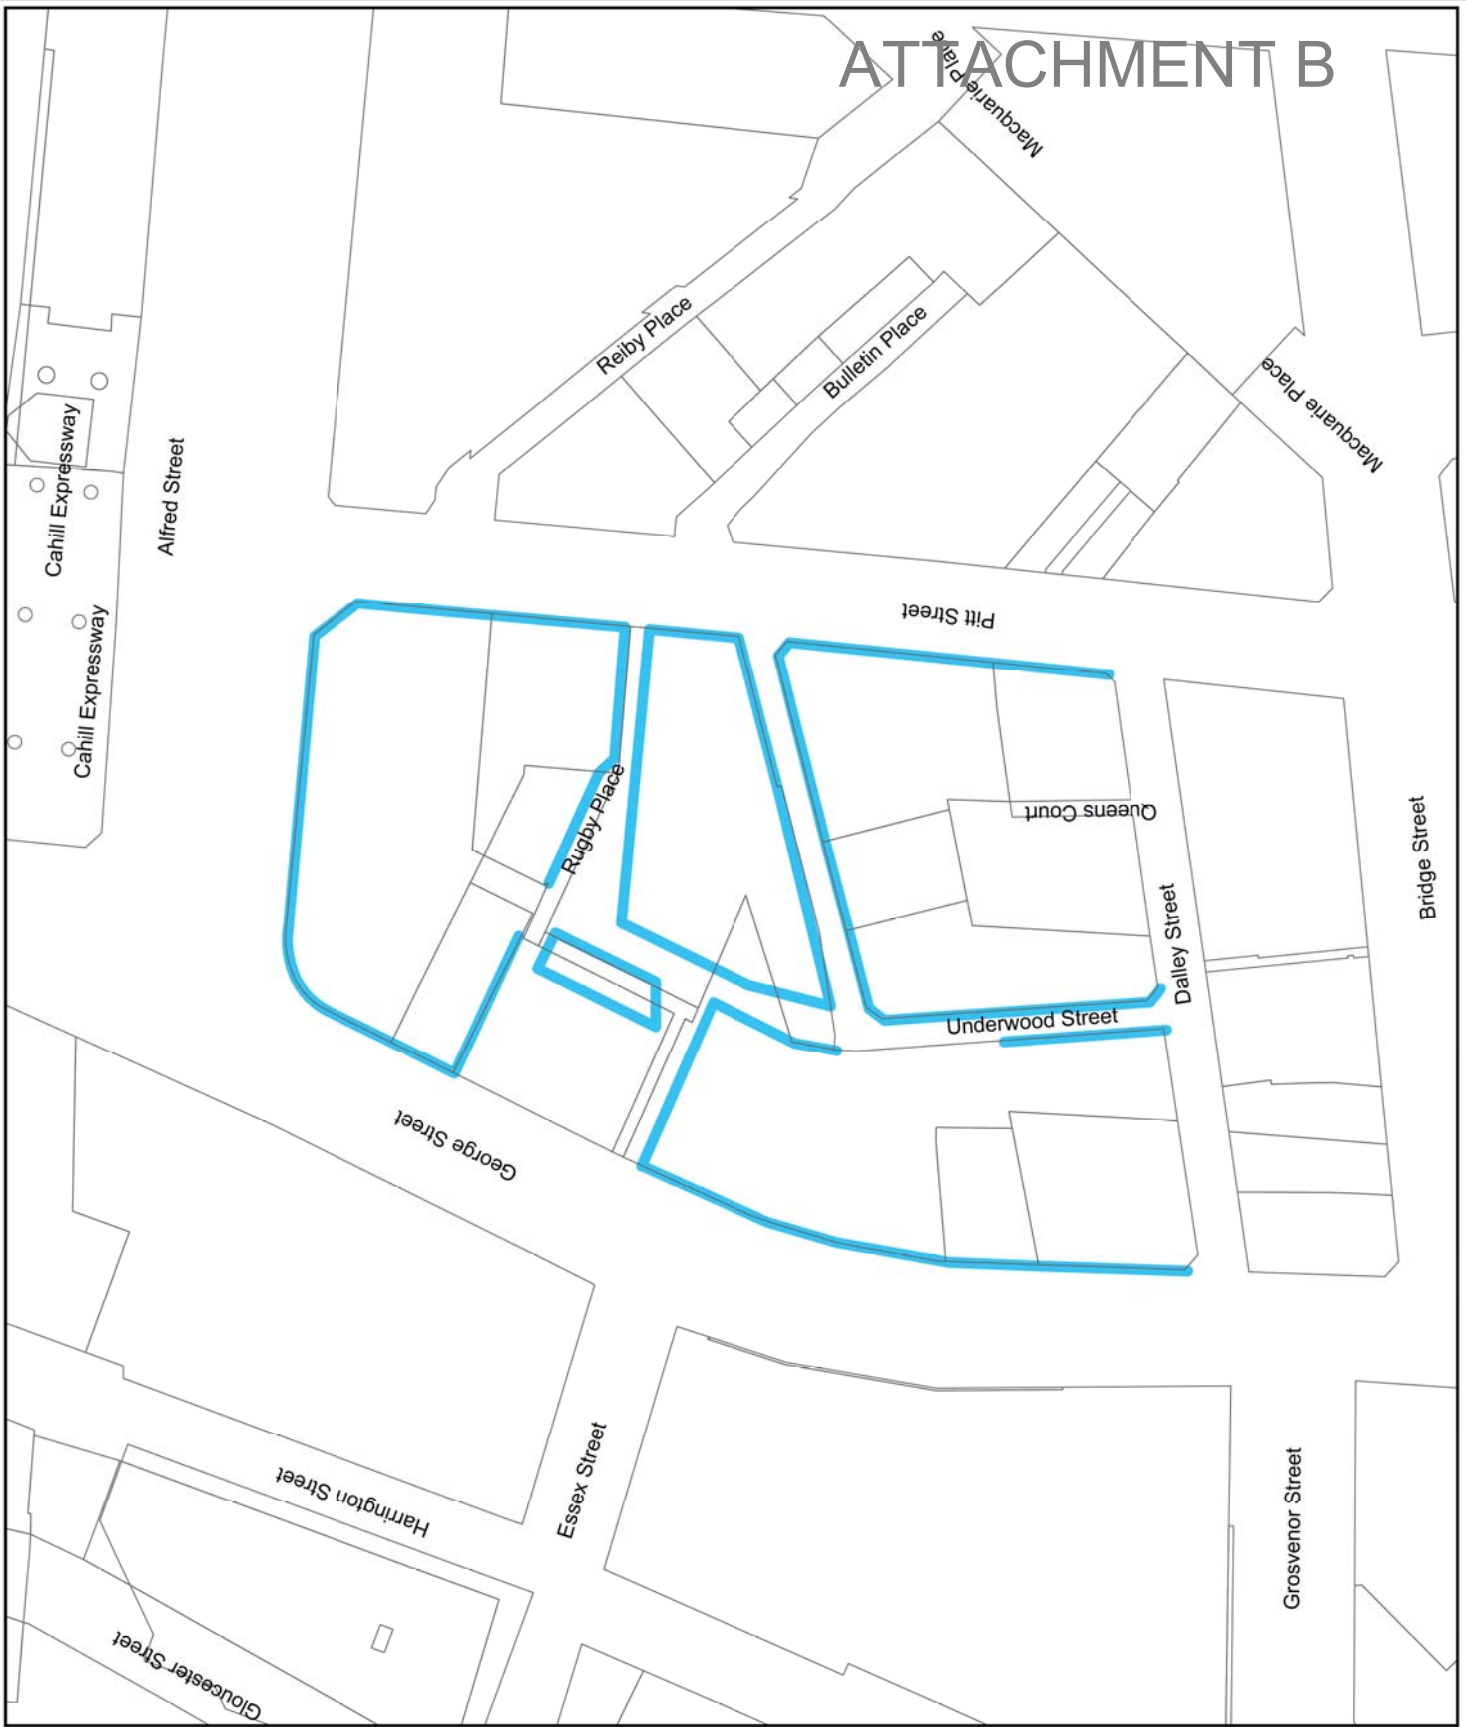 ATTACHMENT B
Macquarie Place
Reiby Place
Bulletin Place
Macquarie Place
Cahill Expressway
Alfred Street
Pitt Street
Cahill Expressway
Rugby Place
Queens Court
Bridge Street
Dalley Street
Underwood Street
George Street
Essex Street
Harrington Street
Grosvenor Street
Gloucester Street